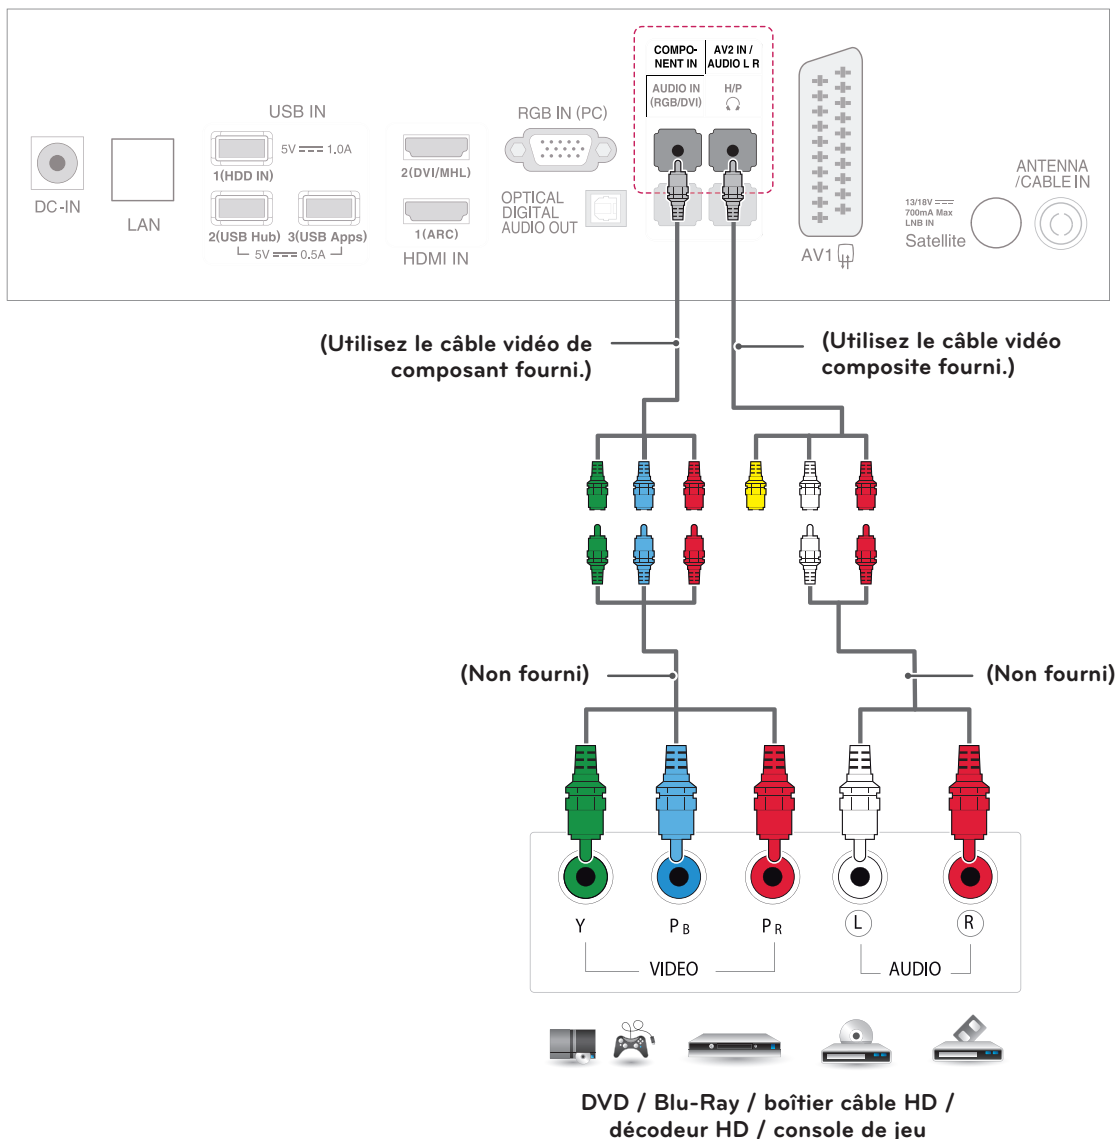 COMPO-
NENT IN
AV2 IN /
AUDIO L R
AUDIO IN
(RGB/DVI)
H/P
USB IN
5V 1.0A
1(HDD IN)
2(USB Hub)
3(USB Apps)
5V 0.5A
DC-IN
LAN
2(DVI/MHL)
1(ARC)
HDMI IN
RGB IN (PC)
OPTICAL
DIGITAL
AUDIO OUT
AV1
13/18V
700mA Max
LNB IN
Satellite
ANTENNA
/CABLE IN
(Utilisez le câble vidéo de
composant fourni.)
(Utilisez le câble vidéo
composite fourni.)
(Non fourni)
(Non fourni)
Y
PB
PR
L
R
VIDEO
AUDIO
DVD / Blu-Ray / boîtier câble HD /
décodeur HD / console de jeu